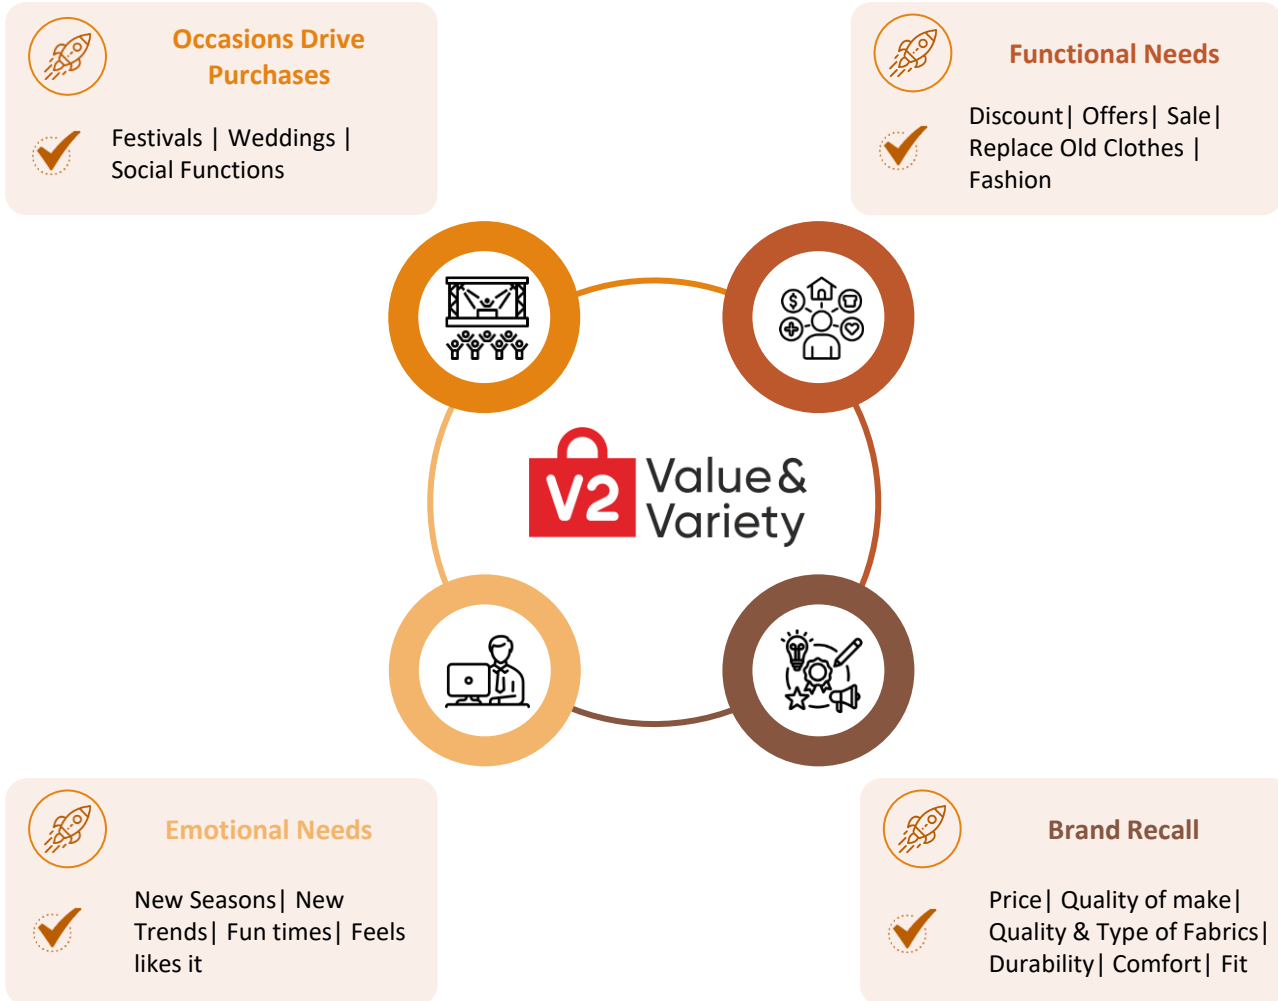 Occasions Drive
Purchases
Festivals | Weddings |
Social Functions
Functional Needs
Discount| Offers| Sale|
Replace Old Clothes |
Fashion
$
V2
Value &
Variety
Emotional Needs
New Seasons| New
Trends| Fun times| Feels
likes it
Brand Recall
Price| Quality of make|
Quality & Type of Fabrics|
Durability| Comfort| Fit